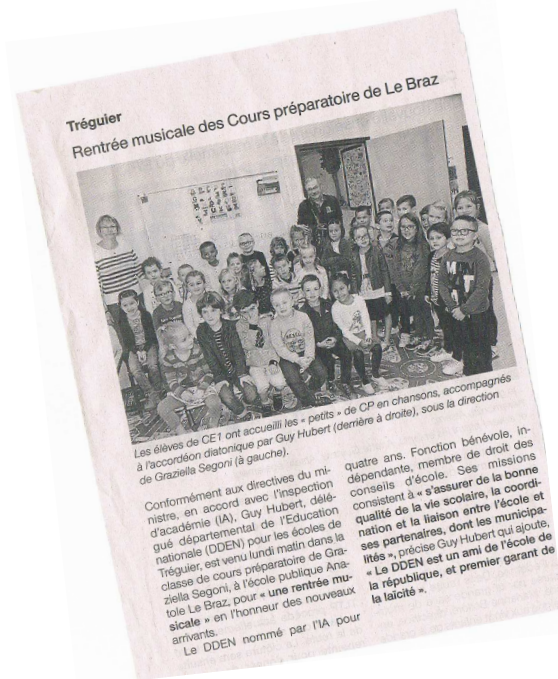 Tréguier
Rentrée musicale des Cours préparatoire de Le Braz
Les élèves de CE1 ont accueilli les « petits » de CP en chansons, accompagnés
à l'accordéon diatonique par Guy Hubert (derrière à droite), sous la direction
de Graziella Segoni (à gauche).
Conformément aux directives du mi-
nistre, en accord avec l'inspection
d'académie (IA), Guy Hubert, délé-
gué départemental de l'Education
nationale (DDEN) pour les écoles de
Tréguier, est venu lundi matin dans la
classe de cours préparatoire de Gra-
ziella Segoni, à l'école publique Ana-
tole Le Braz, pour « une rentrée mu-
sicale » en l'honneur des nouveaux
arrivants.
Le DDEN nommé par l'IA pour
quatre ans. Fonction bénévole, in-
dépendante, membre de droit des
conseils d'école. Ses missions
consistent à « s'assurer de la bonne
qualité de la vie scolaire, la coordi-
nation et la liaison entre l'école et
ses partenaires, dont les municipa-
lités », précise Guy Hubert qui ajoute,
« Le DDEN est un ami de l'école de
la république, et premier garant de
la laïcité ».